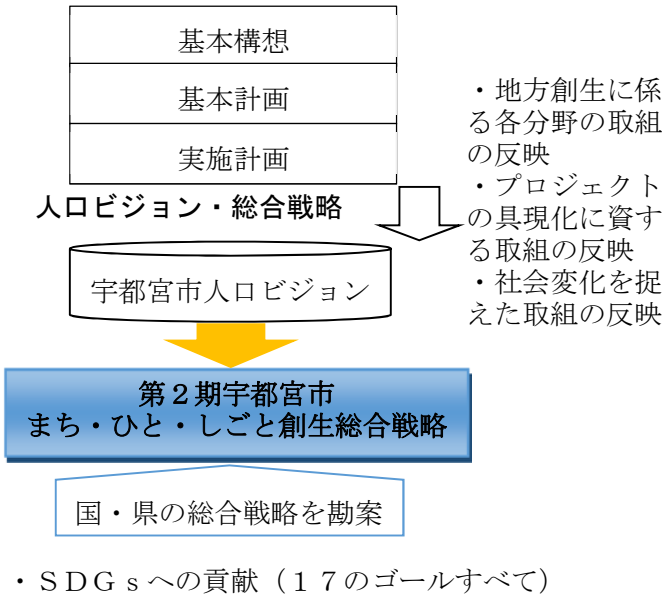 基本構想
基本計画
実施計画
・地方創生に係
る各分野の取組
の反映
・プロジェクト
の具現化に資す
る取組の反映
・社会変化を捉
えた取組の反映
人口ビジョン・総合戦略
宇都宮市人口ビジョン
第２期宇都宮市
まち・ひと・しごと創生総合戦略
国・県の総合戦略を勘案
・ＳＤＧｓへの貢献（１７のゴールすべて）